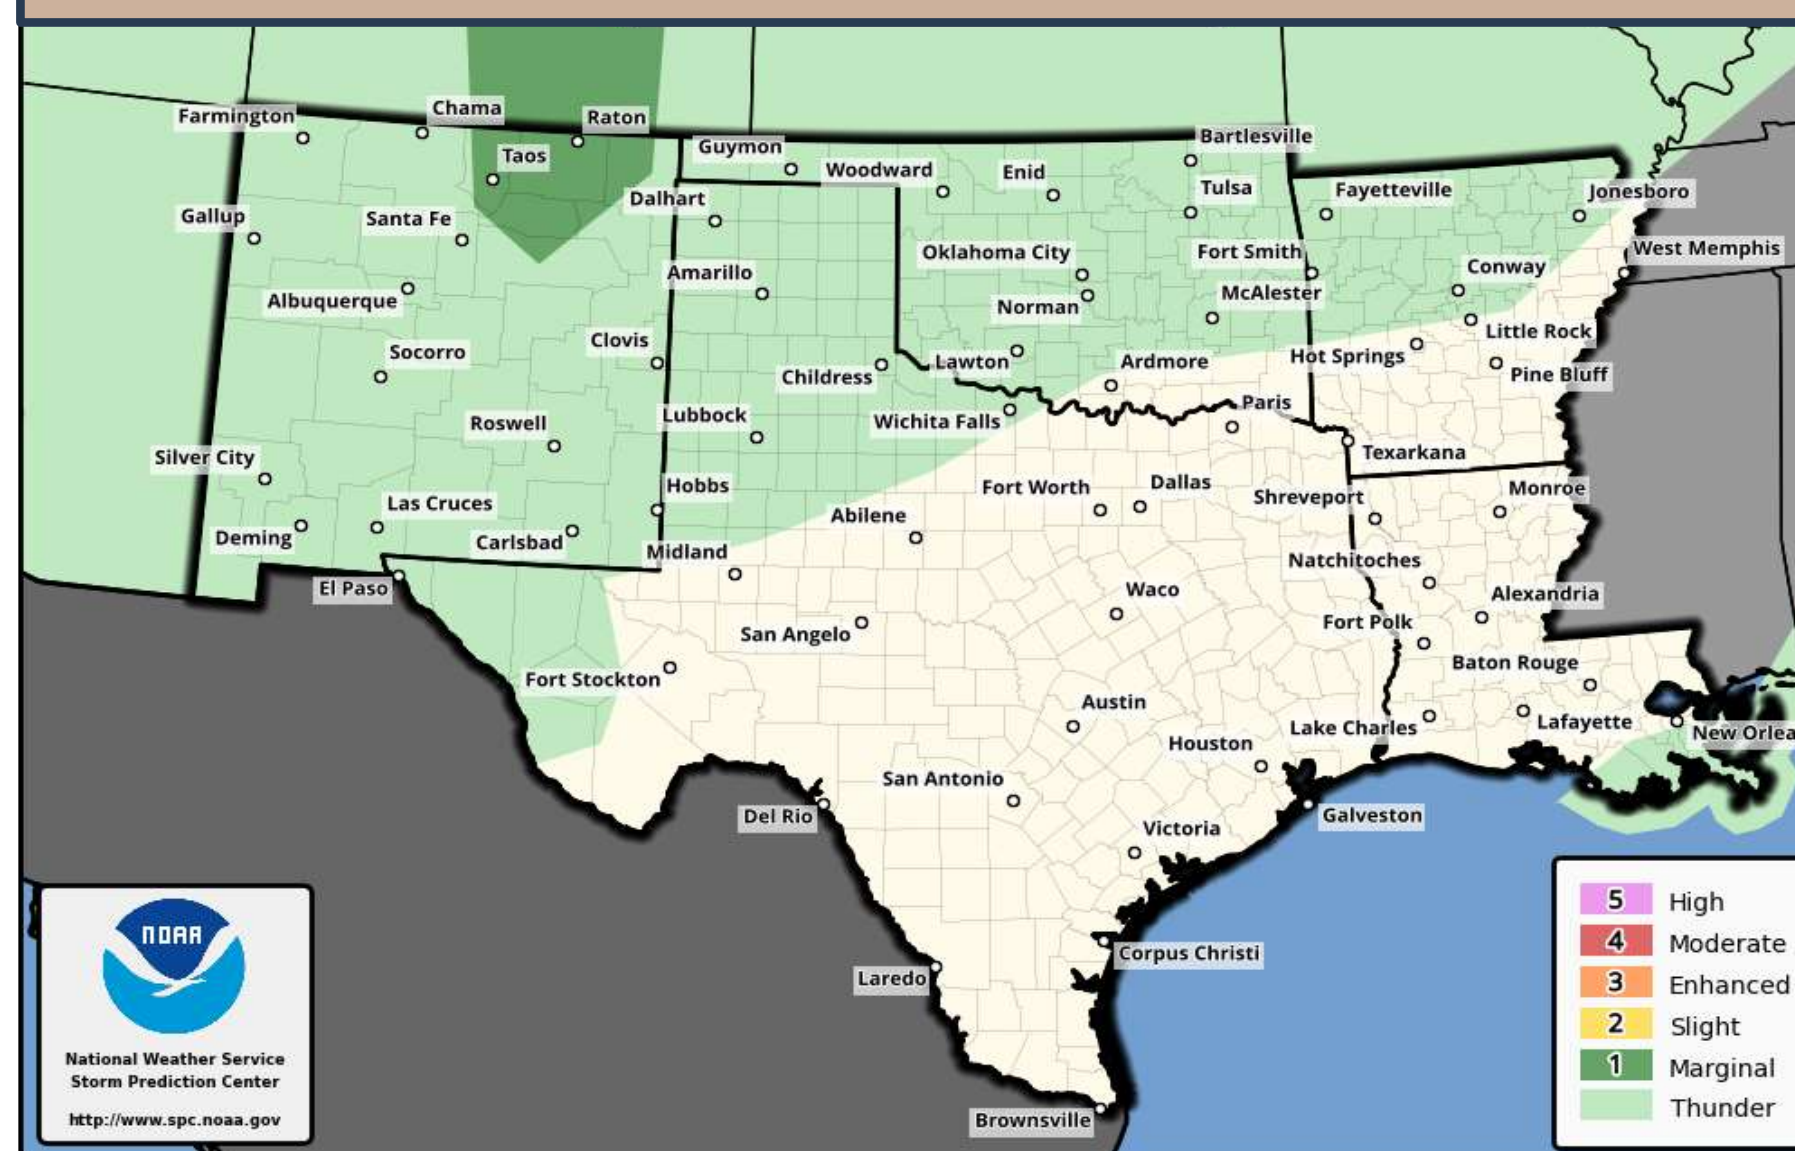 Chama
Farmington
Raton
Bartlesville
Guymon
Taos
Woodward
Enid
Tulsa
Fayetteville
Jonesboro
Dalhart
Gallup
Santa Fe
Oklahoma City
Fort Smith
West Memphis
Amarillo
Conway
Albuquerque
McAlester
Norman
Little Rock
Clovis
Socorro
Hot Springs
Lawton
Ardmore
Childress
Pine Bluff
Paris
Lubbock
Roswell
Wichita Falls
Texarkana
Silver City
Hobbs
Fort Worth
Dallas
Shreveport
Monroe
Las Cruces
Abilene
Deming
Carlsbad
Midland
Natchitoches
El Paso
Waco
Alexandria
San Angelo
Fort Polk
Baton Rouge
Fort Stockton
Austin
Lake Charles
Lafayette
New Orlea
Houston
San Antonio
Del Rio
Galveston
Victoria
Corpus Christi
Laredo
Brownsville
NOAA
National Weather Service
Storm Prediction Center
http://www.spc.noaa.gov
5 High
4 Moderate
3 Enhanced
2 Slight
1 Marginal
Thunder